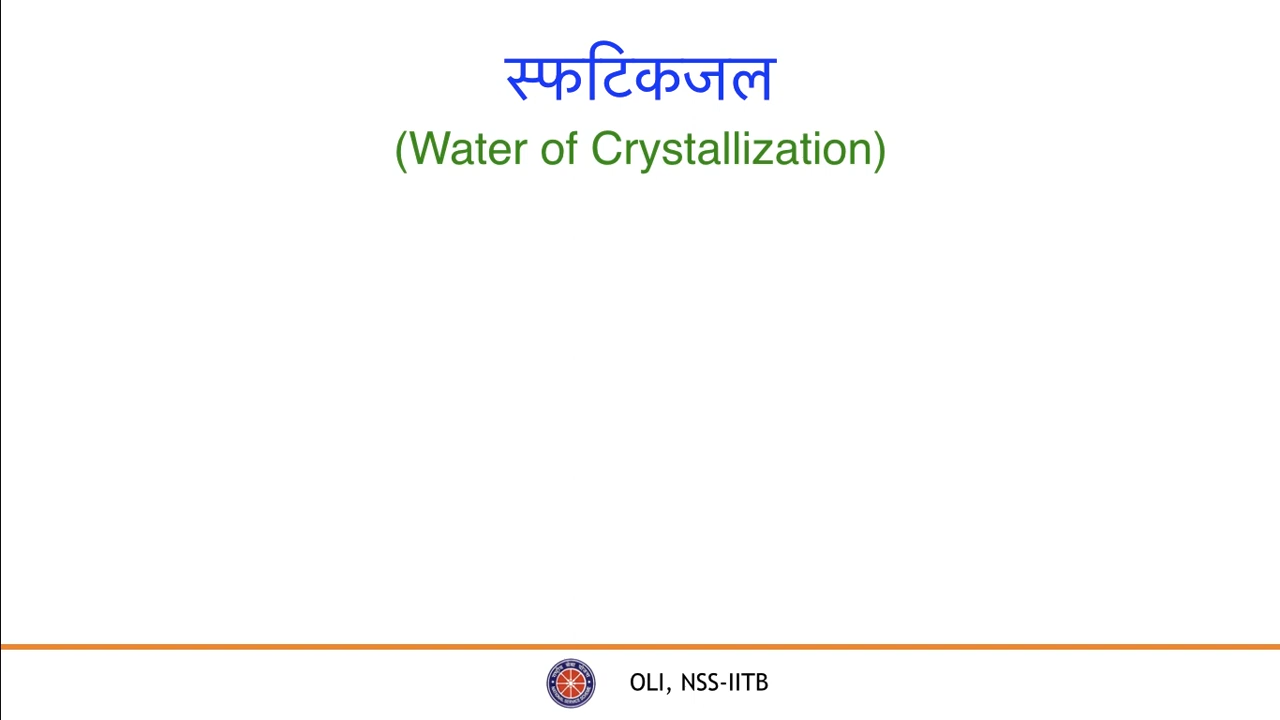 स्फटिकजल
(Water of Crystallization)
OLI, NSS-IITB